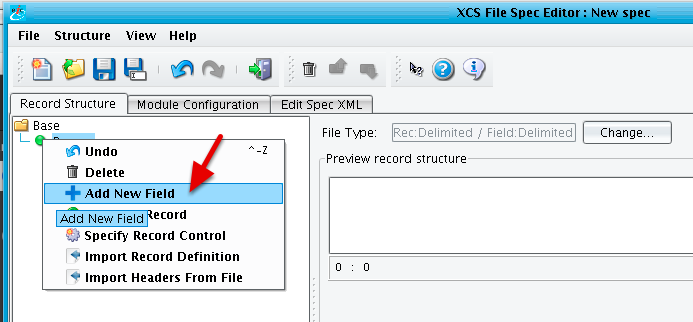 XCS File Spec Editor : New spec
File Structure View Help
Record Structure Module Configuration Edit Spec XML
Base
File Type: Rec:Delimited / Field:Delimited Change...
Undo ^-Z
Preview record structure
Delete
Add New Field
Add New Field Record
Specify Record Control
Import Record Definition
0 : 0
Import Headers From File